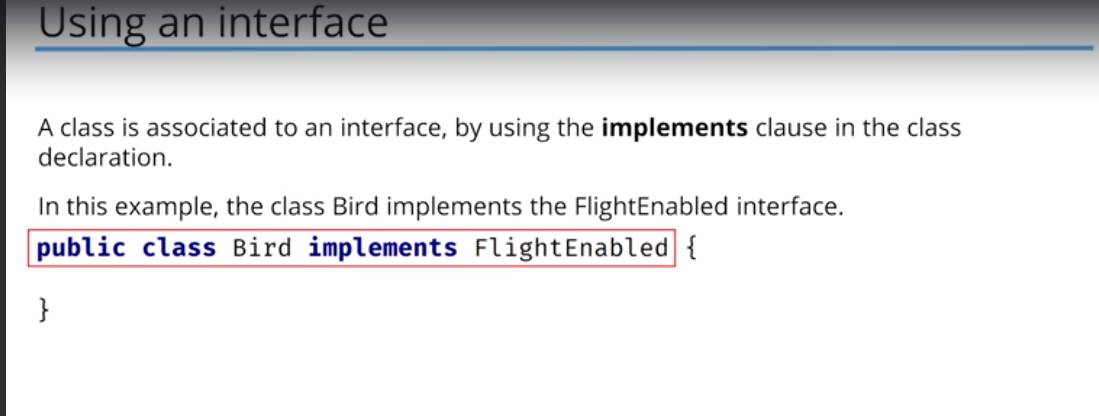 Using an interface
A class is associated to an interface, by using the implements clause in the class
declaration.
In this example, the class Bird implements the FlightEnabled interface.
public class Bird implements FlightEnabled {
}